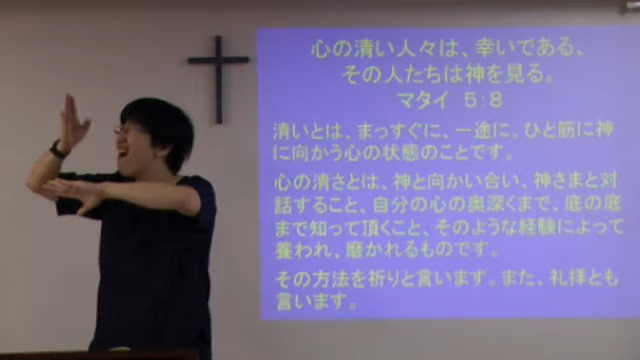 心の清い人々は、幸いである、
その人たちは神を見る。
マタイ 5:8
清いとは、まっすぐに、一途に、ひと筋に神
に向かう心の状態のことです。
心の清さとは、神と向かい合い、神さまと対
話すること、自分の心の奥深くまで、底の底
まで知って頂くこと、そのような経験によって
養われ、磨かれるものです。
その方法を祈りと言います。また、礼拝とも
言います。